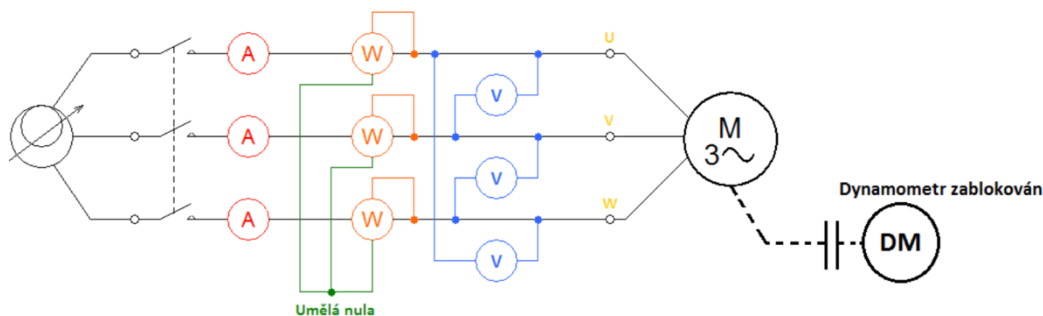 A W U
V
M
3
A W V
V
Dynamometr zablokován
A W W
DM
V
Umělá nula